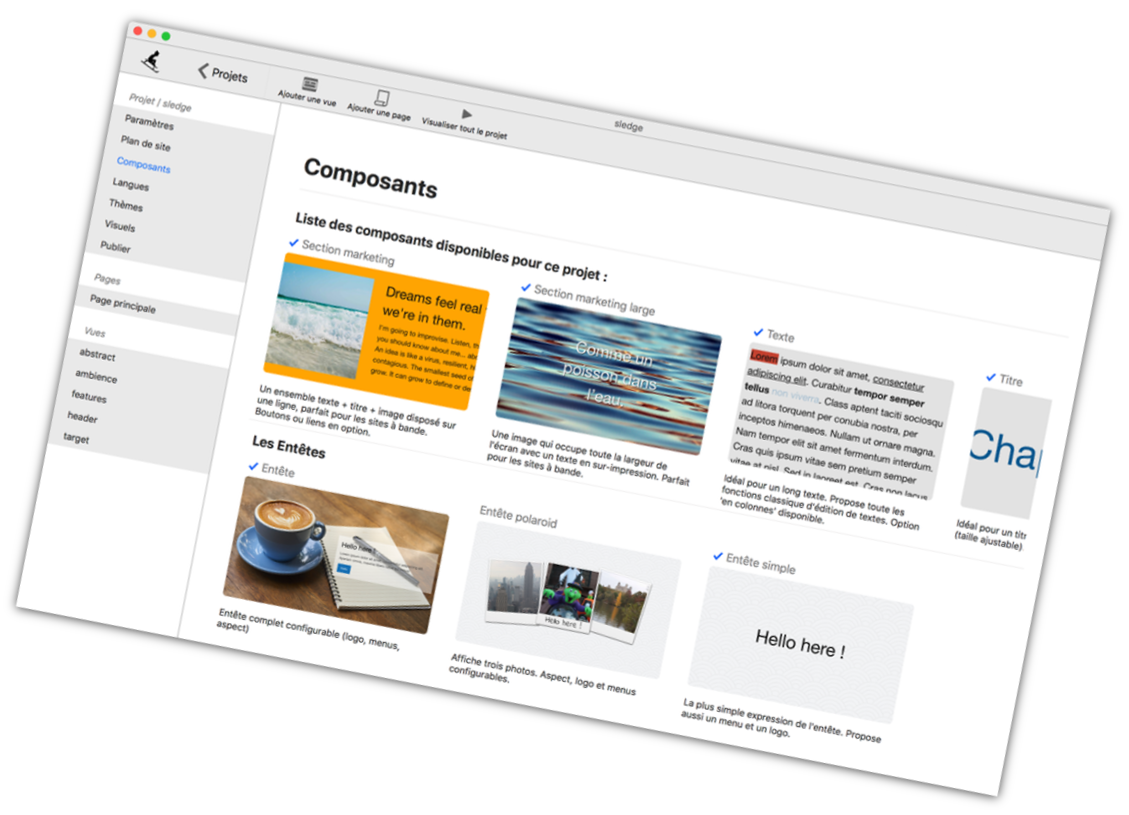 sledge
Projets
Ajouter une vue
Ajouter une page
Visualiser tout le projet
Projet / sledge
Paramètres
Plan de site
Composants
Langues
Thèmes
Visuels
Publier
Pages
Page principale
Vues
abstract
ambience
features
header
target
Composants
Liste des composants disponibles pour ce projet :
Section marketing
Dreams feel real
we're in them.
I'm going to improvise. Listen, th
you should know about me... ab
An idea is like a virus, resilient, hi
contagious. The smallest seed of
grow. It can grow to define or de
Un ensemble texte + titre + image disposé sur
une ligne, parfait pour les sites à bande.
Boutons ou liens en option.
Section marketing large
Comme un
poisson dans
l'eau.
Une image qui occupe toute la largeur de
l'écran avec un texte en sur-impression. Parfait
pour les sites à bande.
Texte
Lorem ipsum dolor sit amet, consectetur
adipiscing elit. Curabitur tempor semper
tellus non viverra. Class aptent taciti sociosqu
ad litora torquent per conubia nostra, per
inceptos himenaeos. Nullam ut ornare magna.
Nam tempor elit sit amet fermentum interdum.
Cras quis ipsum vitae sem pretium semper
vitae at nisl. Sed in laoreet est. Cras non lacus
Idéal pour un long texte. Propose toute les
fonctions classique d'édition de textes. Option
'en colonnes' disponible.
Titre
Cha
Idéal pour un titr
(taille ajustable)
Les Entêtes
Entête
Hello here !
Entête complet configurable (logo, menus,
aspect)
Entête polaroid
Hello here !
Affiche trois photos. Aspect, logo et menus
configurables.
Entête simple
Hello here !
La plus simple expression de l'entête. Propose
aussi un menu et un logo.